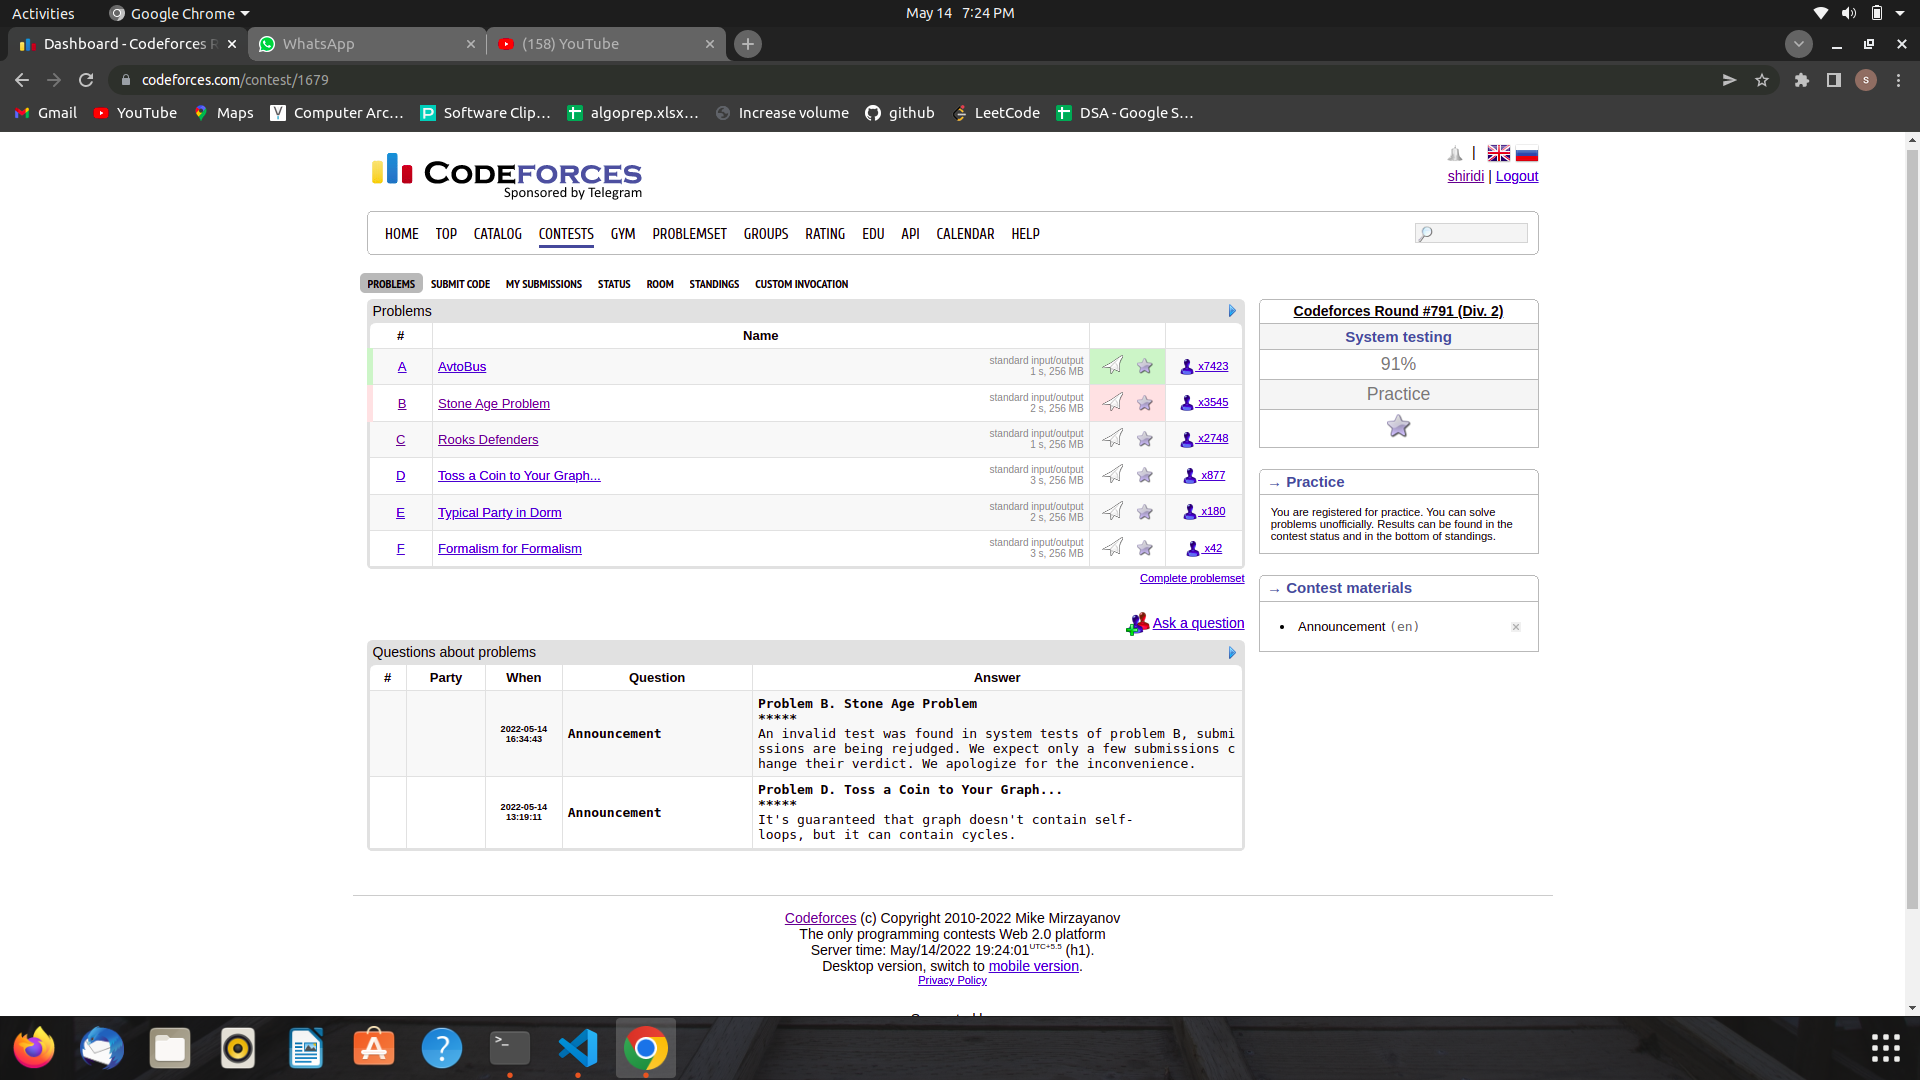 Activities
Google Chrome
May 14 7:24 PM
Dashboard - Codeforces R
WhatsApp
(158) YouTube
codeforces.com/contest/1679
S
Gmail
YouTube
Maps
Computer Arc...
Software Clip...
algoprep.xlsx...
Increase volume
github
LeetCode
DSA - Google S...
CODEFORCES
Sponsored by Telegram
shiridi | Logout
HOME TOP CATALOG CONTESTS GYM PROBLEMSET GROUPS RATING EDU API CALENDAR HELP
PROBLEMS SUBMIT CODE MY SUBMISSIONS STATUS ROOM STANDINGS CUSTOM INVOCATION
Problems
# Name
A AvtoBus standard input/output 1 s, 256 MB x7423
B Stone Age Problem standard input/output 2 s, 256 MB x3545
C Rooks Defenders standard input/output 1 s, 256 MB x2748
D Toss a Coin to Your Graph... standard input/output 3 s, 256 MB x877
E Typical Party in Dorm standard input/output 2 s, 256 MB x180
F Formalism for Formalism standard input/output 3 s, 256 MB x42
Complete problemset
Ask a question
Questions about problems
# Party When Question Answer
2022-05-14
16:34:43
Announcement
Problem B. Stone Age Problem
*****
An invalid test was found in system tests of problem B, submi
ssions are being rejudged. We expect only a few submissions c
hange their verdict. We apologize for the inconvenience.
2022-05-14
13:19:11
Announcement
Problem D. Toss a Coin to Your Graph...
*****
It's guaranteed that graph doesn't contain self-
loops, but it can contain cycles.
Codeforces Round #791 (Div. 2)
System testing
91%
Practice
→ Practice
You are registered for practice. You can solve
problems unofficially. Results can be found in the
contest status and in the bottom of standings.
→ Contest materials
Announcement (en)
Codeforces (c) Copyright 2010-2022 Mike Mirzayanov
The only programming contests Web 2.0 platform
Server time: May/14/2022 19:24:01 UTC+5.5 (h1).
Desktop version, switch to mobile version.
Privacy Policy